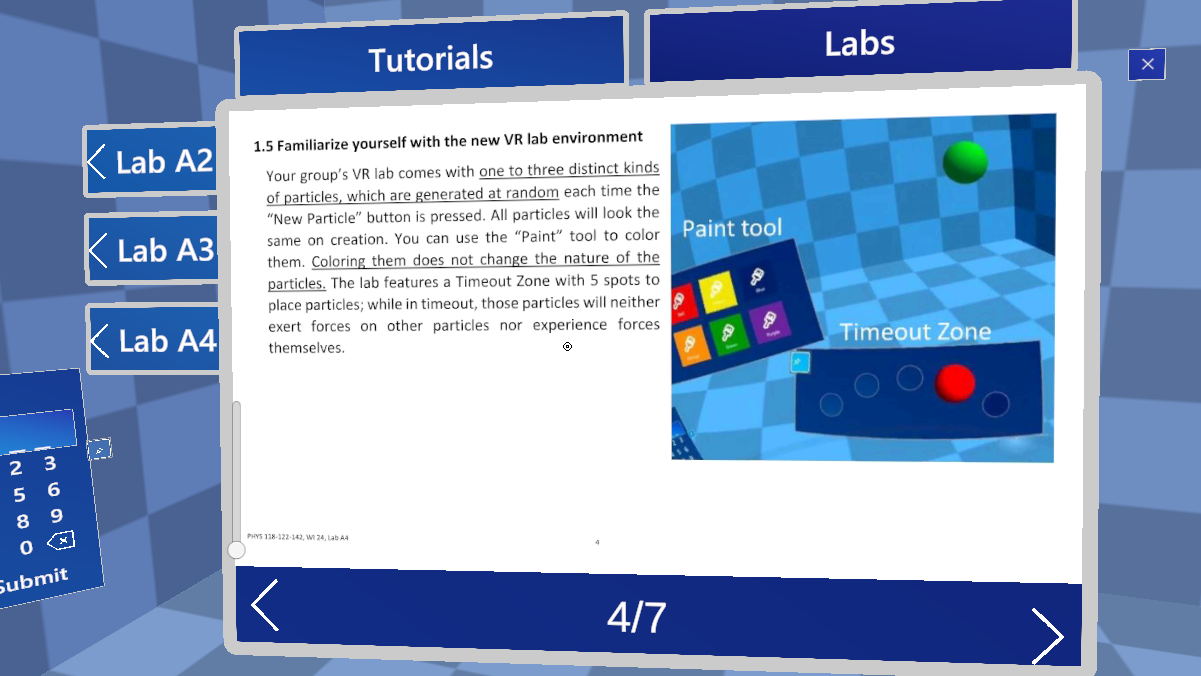 Tutorials
Labs
Lab A2
Lab A3
Lab A4
1.5 Familiarize yourself with the new VR lab environment
Your group’s VR lab comes with one to three distinct kinds
of particles, which are generated at random each time the
“New Particle” button is pressed. All particles will look the
same on creation. You can use the “Paint” tool to color
them. Coloring them does not change the nature of the
particles. The lab features a Timeout Zone with 5 spots to
place particles; while in timeout, those particles will neither
exert forces on other particles nor experience forces
themselves.
Paint tool
Timeout Zone
2 3
5 6
8 9
0
Submit
PHYS 118-122-142, WI 24, Lab A4
4
4/7